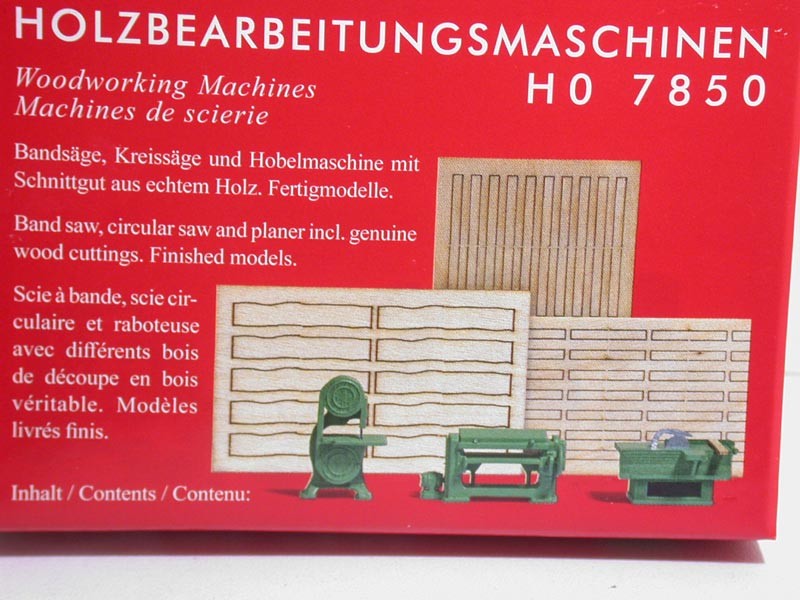 HOLZBEARBEITUNGSMASCHINEN
Woodworking Machines
H0 7850
Machines de scierie
Bandsäge, Kreissäge und Hobelmaschine mit
Schnittgut aus echtem Holz. Fertigmodelle.
Band saw, circular saw and planer incl. genuine
wood cuttings. Finished models.
Scie à bande, scie cir-
culaire et raboteuse
avec différents bois
de découpe en bois
véritable. Modèles
livrés finis.
Inhalt / Contents / Contenu: